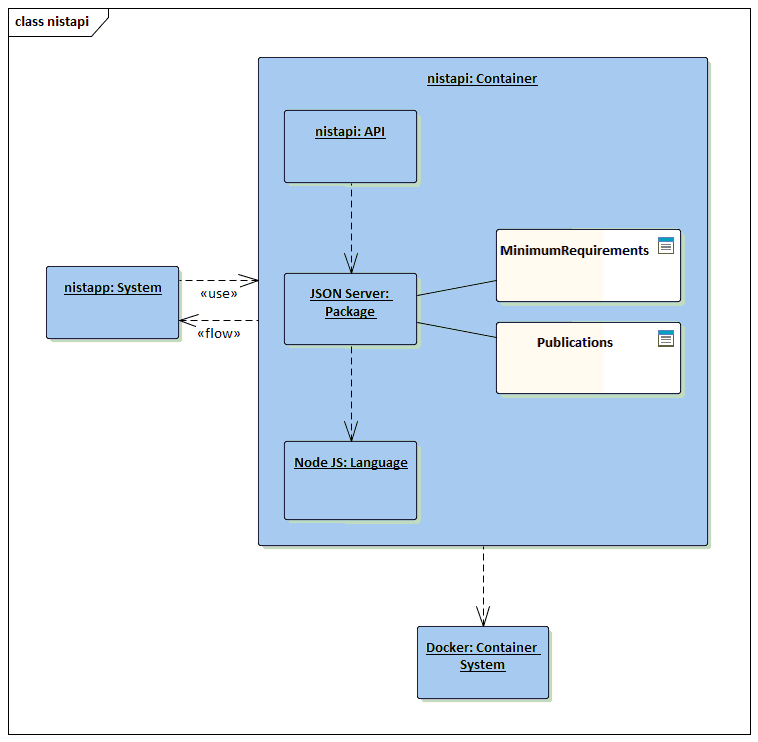 class nistapi
nistapi: Container
nistapi: API
MinimumRequirements
nistapp: System
«use»
«flow»
JSON Server:
Package
Publications
Node JS: Language
Docker: Container
System